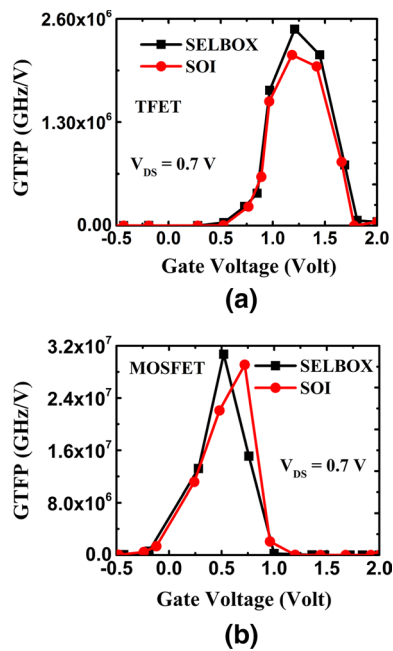 2.60x10⁶
SELBOX
SOI
GTFP (GHz/V)
TFET
1.30x10⁶
V_DS = 0.7 V
0.00
-0.5 0.0 0.5 1.0 1.5 2.0
Gate Voltage (Volt)
(a)
3.2x10⁷
MOSFET
SELBOX
SOI
2.4x10⁷
GTFP (GHz/V)
1.6x10⁷
V_DS = 0.7 V
8.0x10⁶
0.0
-0.5 0.0 0.5 1.0 1.5 2.0
Gate Voltage (Volt)
(b)